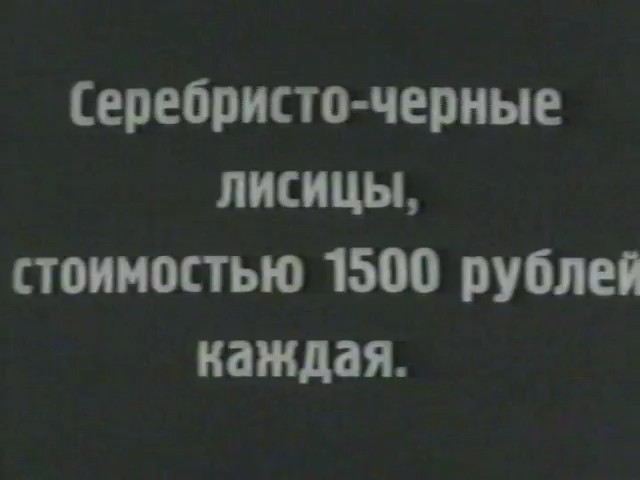 Серебристо-черные
лисицы,
стоимостью 1500 рублей
каждая.